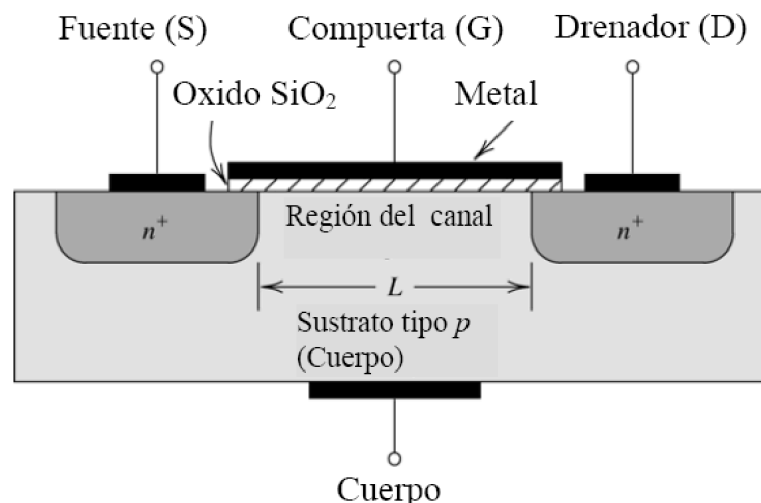 Fuente (S)
Compuerta (G)
Drenador (D)
Oxido SiO₂
Metal
n⁺
Región del canal
n⁺
L
Sustrato tipo p
(Cuerpo)
Cuerpo